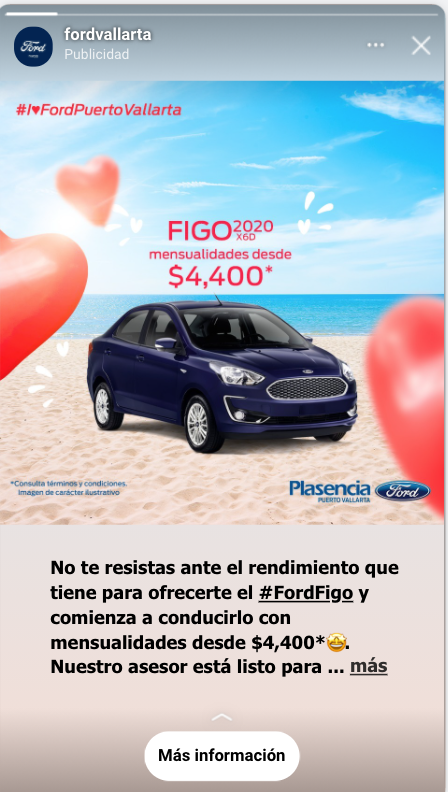 fordvallarta
Publicidad
#I♥FordPuertoVallarta
FIGO 2020
X6D
mensualidades desde
$4,400*
*Consulta términos y condiciones.
Imagen de carácter ilustrativo
Plasencia Ford
PUERTO VALLARTA
No te resistas ante el rendimiento que
tiene para ofrecerte el #FordFigo y
comienza a conducirlo con
mensualidades desde $4,400*🤩.
Nuestro asesor está listo para ... más
Más información